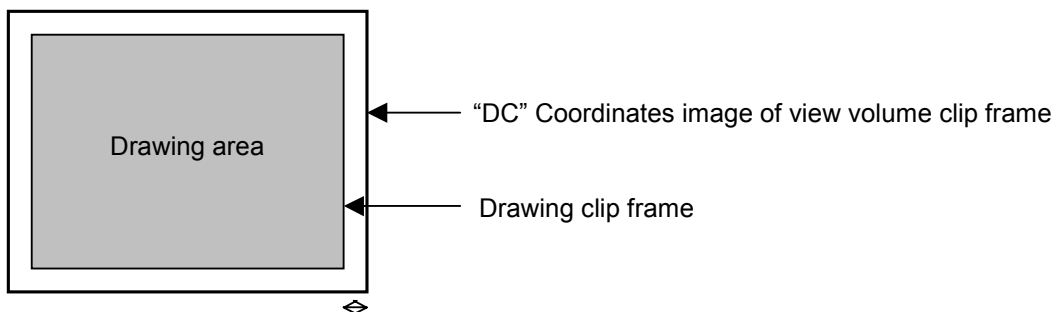 “DC” Coordinates image of view volume clip frame
Drawing area
Drawing clip frame